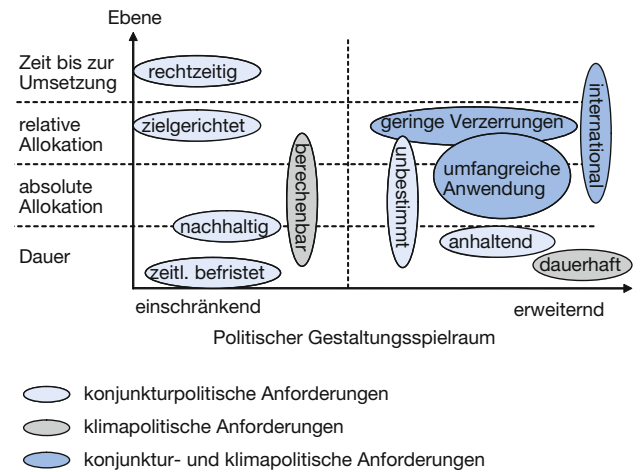 Ebene
Zeit bis zur
Umsetzung
rechtzeitig
international
relative
Allokation
zielgerichtet
geringe Verzerrungen
berechenbar
unbestimmt
umfangreiche
Anwendung
absolute
Allokation
nachhaltig
anhaltend
Dauer
zeitl. befristet
dauerhaft
einschränkend
erweiternd
Politischer Gestaltungsspielraum
konjunkturpolitische Anforderungen
klimapolitische Anforderungen
konjunktur- und klimapolitische Anforderungen